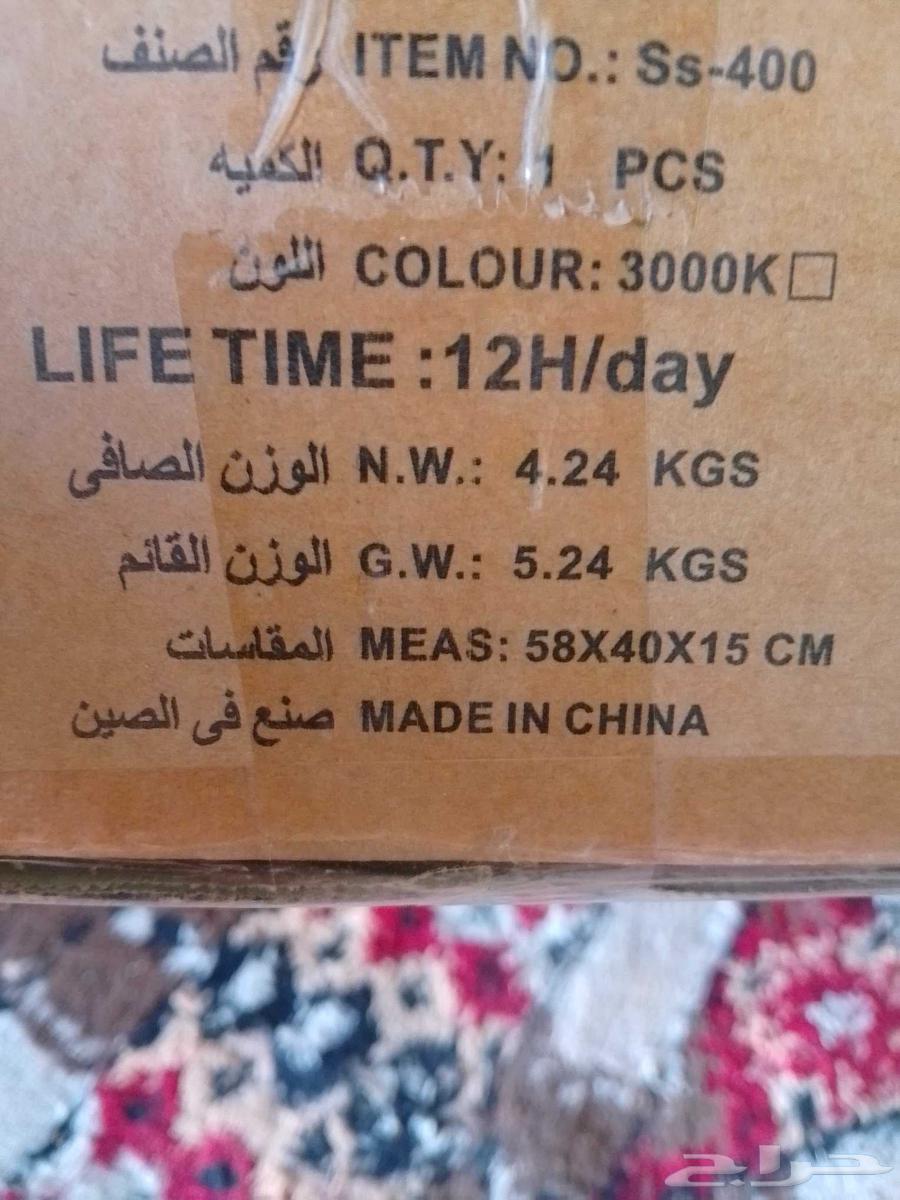 رقم الصنف ITEM NO.: Ss-400
الكميه Q.T.Y: 1 PCS
اللون COLOUR: 3000K
LIFE TIME :12H/day
الوزن الصافى N.W.: 4.24 KGS
الوزن القائم G.W.: 5.24 KGS
المقاسات MEAS: 58X40X15 CM
صنع فى الصين MADE IN CHINA
حراج